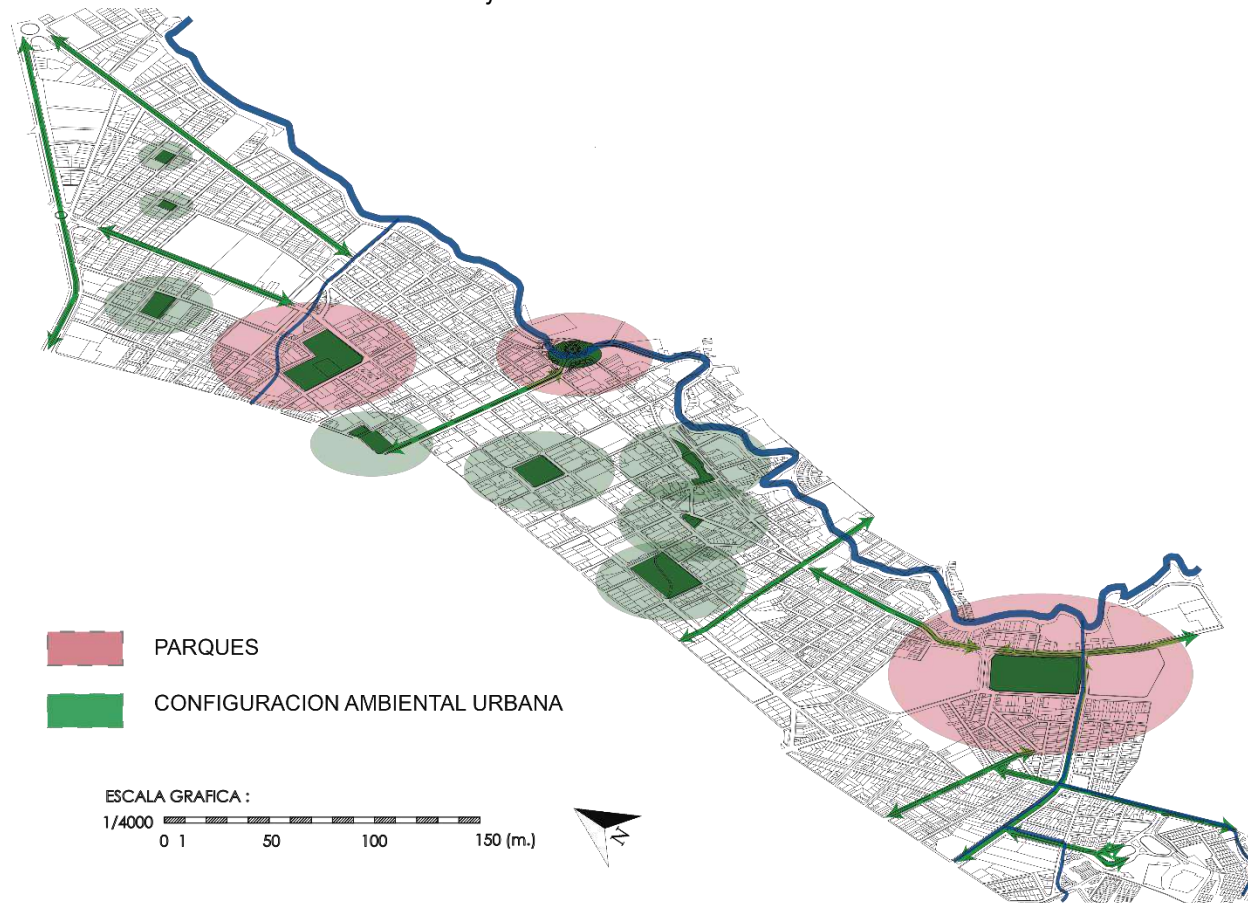 y
PARQUES
CONFIGURACION AMBIENTAL URBANA
ESCALA GRAFICA :
1/4000
0 1 50 100 150 (m.)
N